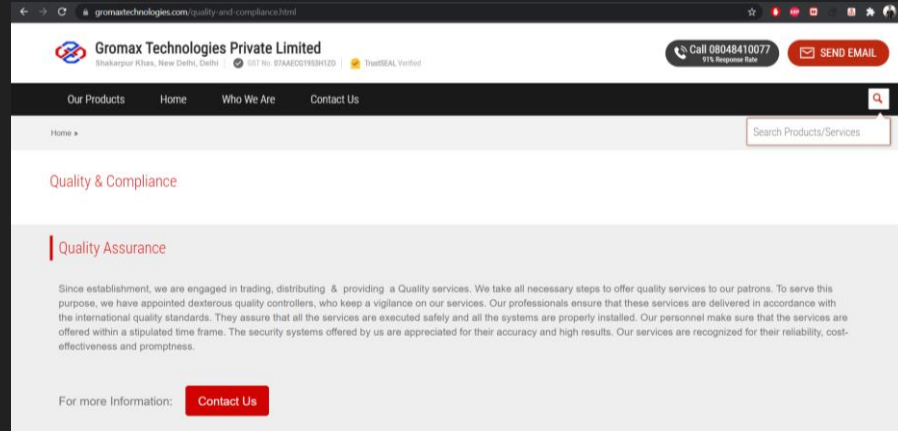 gromaxtechnologies.com/quality-and-compliance.html
Gromax Technologies Private Limited
Shakarpur Khas, New Delhi, Delhi | GST No. 07AAECG1953H1ZO | TrustSEAL Verified
Call 08048410077
91% Response Rate
SEND EMAIL
Our Products Home Who We Are Contact Us
Home »
Search Products/Services
Quality & Compliance
Quality Assurance
Since establishment, we are engaged in trading, distributing & providing a Quality services. We take all necessary steps to offer quality services to our patrons. To serve this
purpose, we have appointed dexterous quality controllers, who keep a vigilance on our services. Our professionals ensure that these services are delivered in accordance with
the international quality standards. They assure that all the services are executed safely and all the systems are properly installed. Our personnel make sure that the services are
offered within a stipulated time frame. The security systems offered by us are appreciated for their accuracy and high results. Our services are recognized for their reliability, cost-
effectiveness and promptness.
For more Information: Contact Us